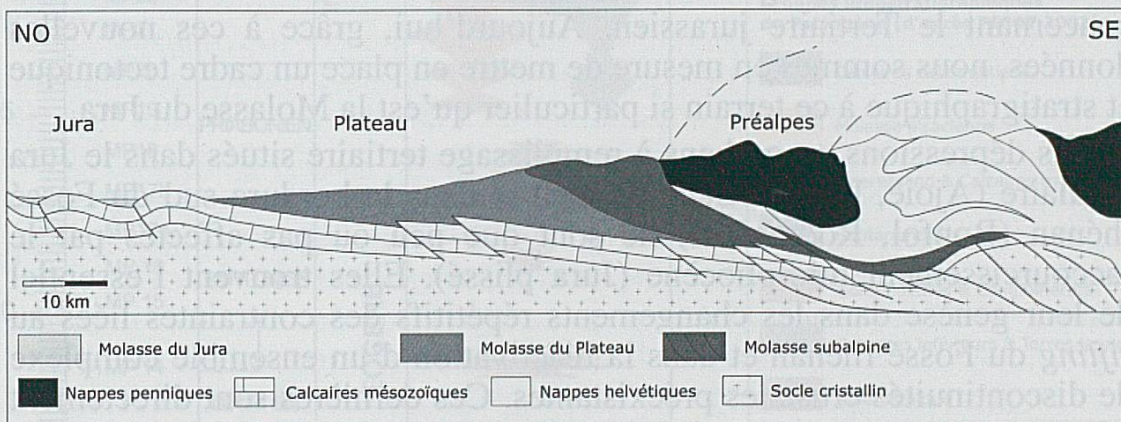 NO SE
Jura Plateau Préalpes
10 km
Molasse du Jura Molasse du Plateau Molasse subalpine
Nappes penniques Calcaires mésozoïques Nappes helvétiques Socle cristallin